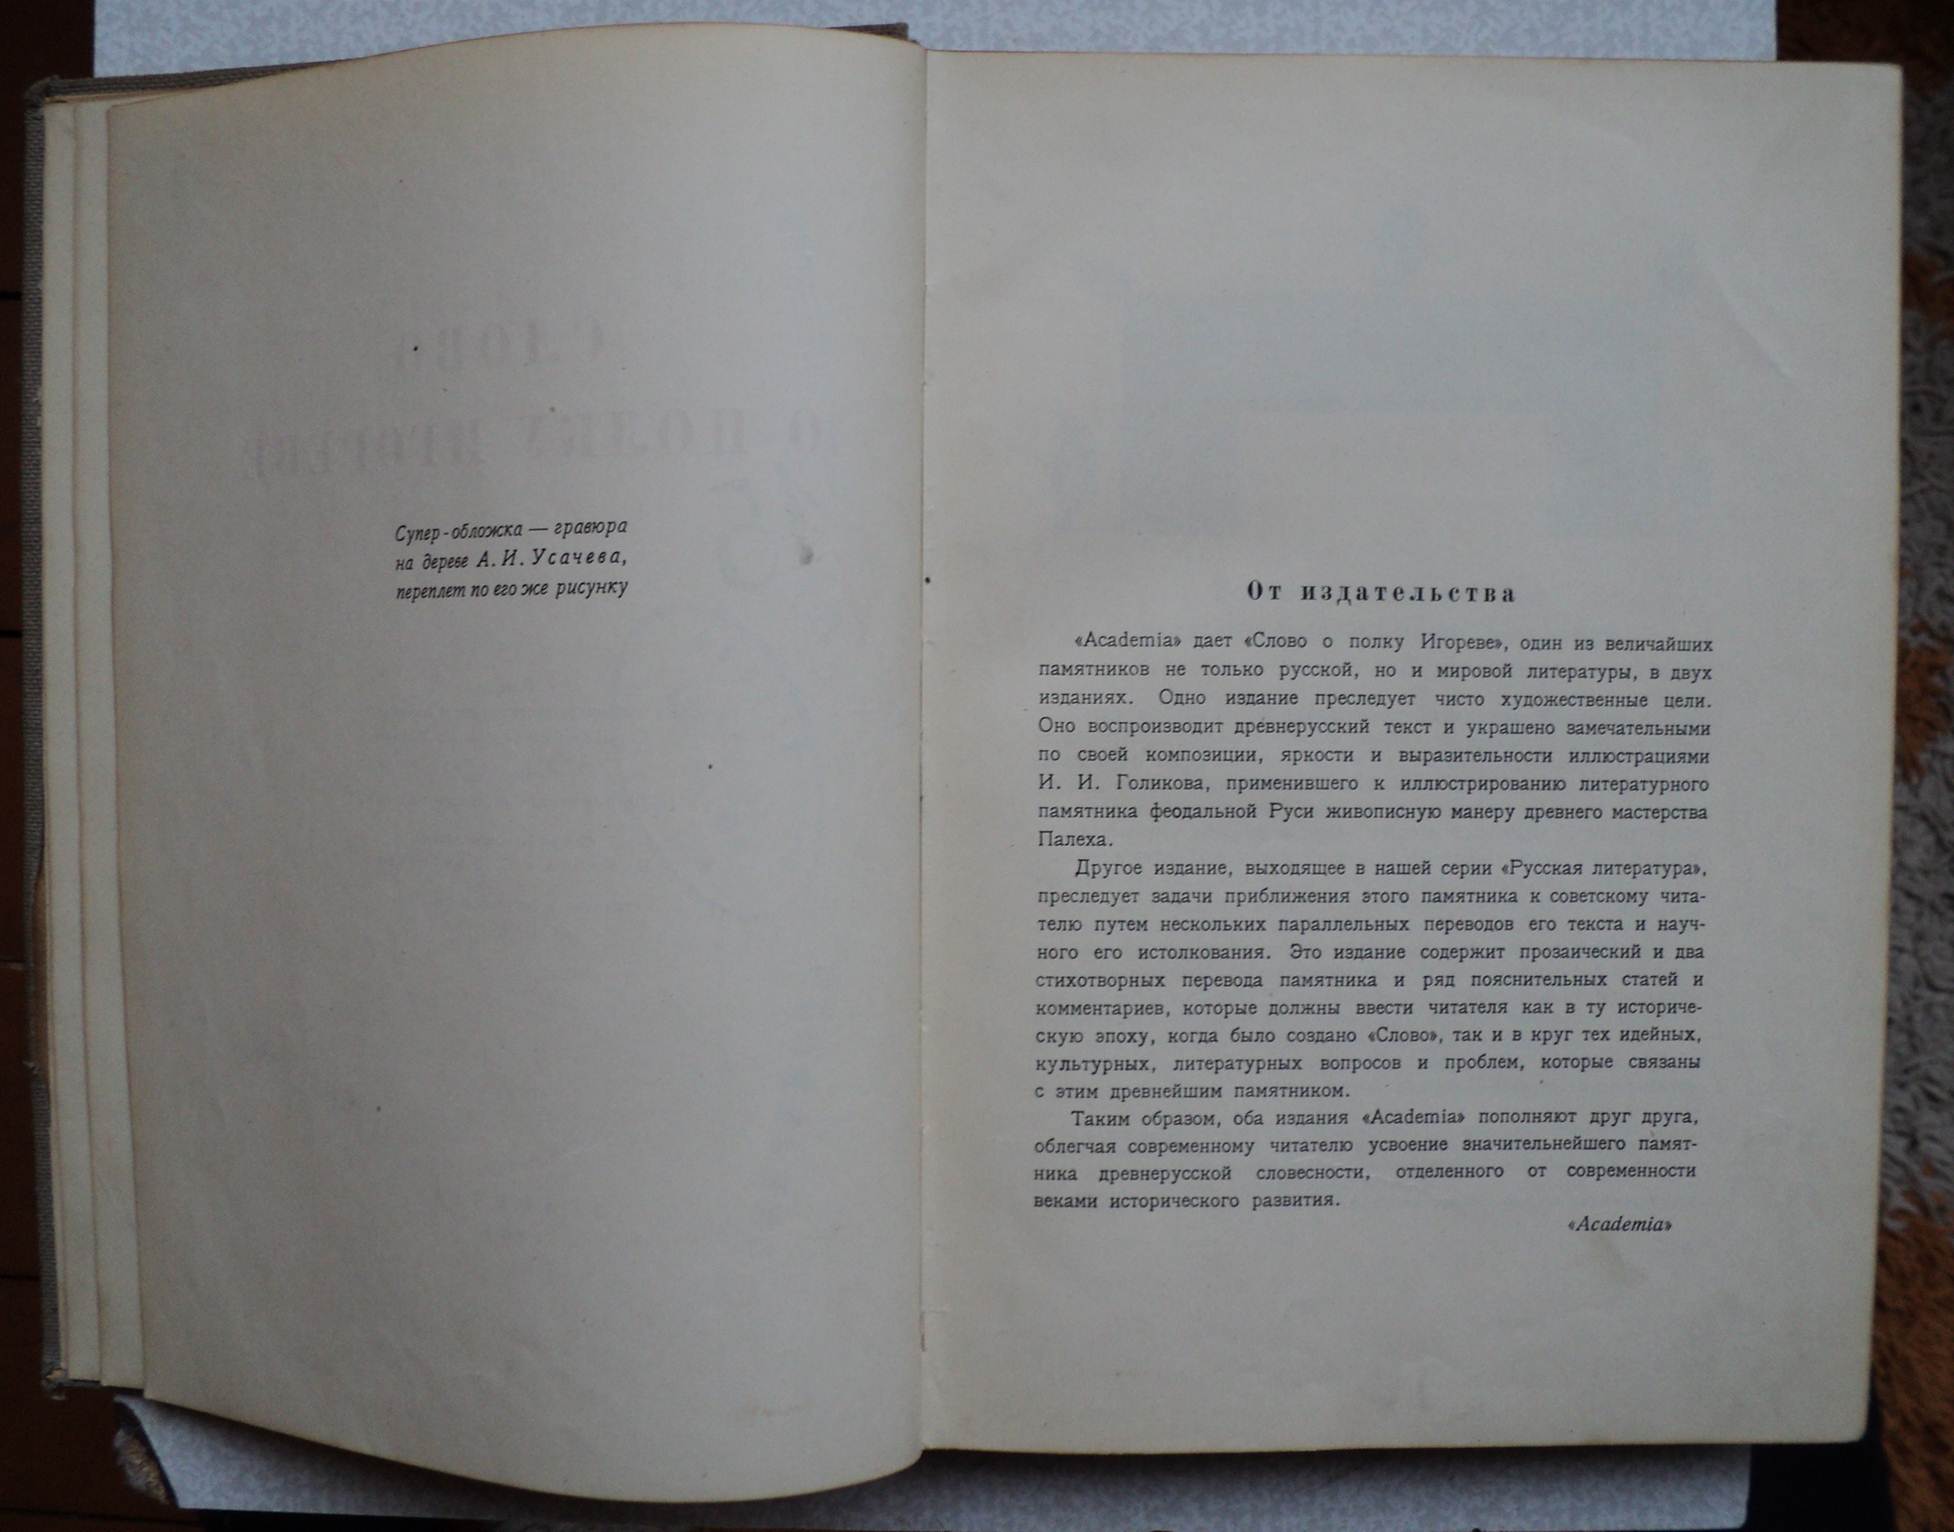 Супер-обложка — гравюра
на дереве А. И. Усачева,
переплет по его же рисунку
От издательства
«Academia» дает «Слово о полку Игореве», один из величайших
памятников не только русской, но и мировой литературы, в двух
изданиях. Одно издание преследует чисто художественные цели.
Оно воспроизводит древнерусский текст и украшено замечательными
по своей композиции, яркости и выразительности иллюстрациями
И. И. Голикова, применившего к иллюстрированию литературного
памятника феодальной Руси живописную манеру древнего мастерства
Палеха.
Другое издание, выходящее в нашей серии «Русская литература»,
преследует задачи приближения этого памятника к советскому чита-
телю путем нескольких параллельных переводов его текста и науч-
ного его истолкования. Это издание содержит прозаический и два
стихотворных перевода памятника и ряд пояснительных статей и
комментариев, которые должны ввести читателя как в ту историче-
скую эпоху, когда было создано «Слово», так и в круг тех идейных,
культурных, литературных вопросов и проблем, которые связаны
с этим древнейшим памятником.
Таким образом, оба издания «Academia» пополняют друг друга,
облегчая современному читателю усвоение значительнейшего памят-
ника древнерусской словесности, отделенного от современности
веками исторического развития.
«Academia»